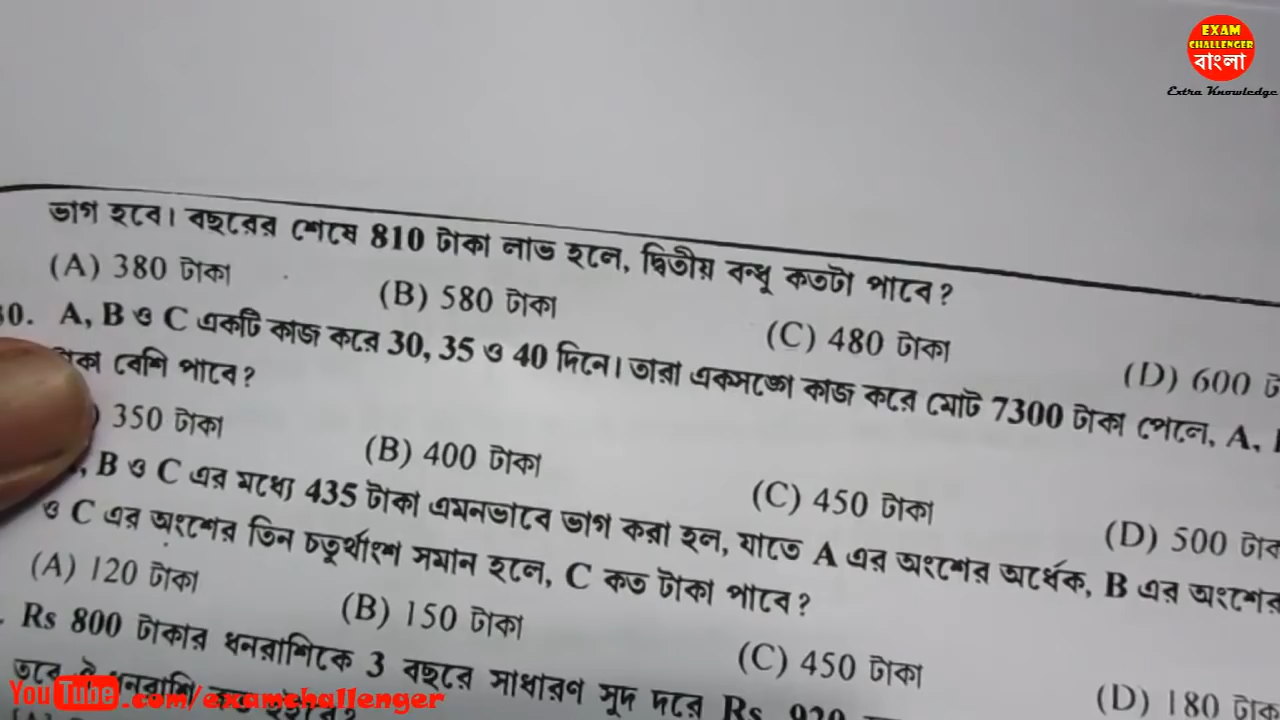 EXAM
CHALLENGER
বাংলা
Extra Knowledge
ভাগ হবে। বছরের শেষে 810 টাকা লাভ হলে, দ্বিতীয় বন্ধু কতটা পাবে?
(A) 380 টাকা (B) 580 টাকা (C) 480 টাকা (D) 600
0. A, B ও C একটি কাজ করে 30, 35 ও 40 দিনে। তারা একসঙ্গে কাজ করে মোট 7300 টাকা পেলে, A,
বেশি পাবে?
350 টাকা (B) 400 টাকা (C) 450 টাকা (D) 500
B ও C এর মধ্যে 435 টাকা এমনভাবে ভাগ করা হল, যাতে A এর অংশের অর্ধেক, B এর অংশের
ও C এর অংশের তিন চতুর্থাংশ সমান হলে, C কত টাকা পাবে?
(A) 120 টাকা (B) 150 টাকা (C) 450 টাকা (D) 180
Rs 800 টাকার ধনরাশিকে 3 বছরে সাধারণ সুদ দরে Rs
YouTube.com/examchallenger